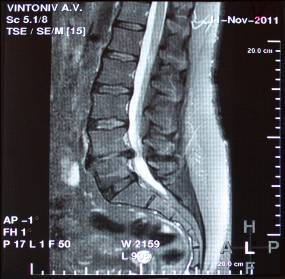 VINTONIV A.V.
Sc 5.1/8
TSE / SE/M [15]
-Nov-2011
20.0 cm
AP -1°
FH 1°
P 17 L 1 F 50
W 2159
H
A L P
20.0 cm